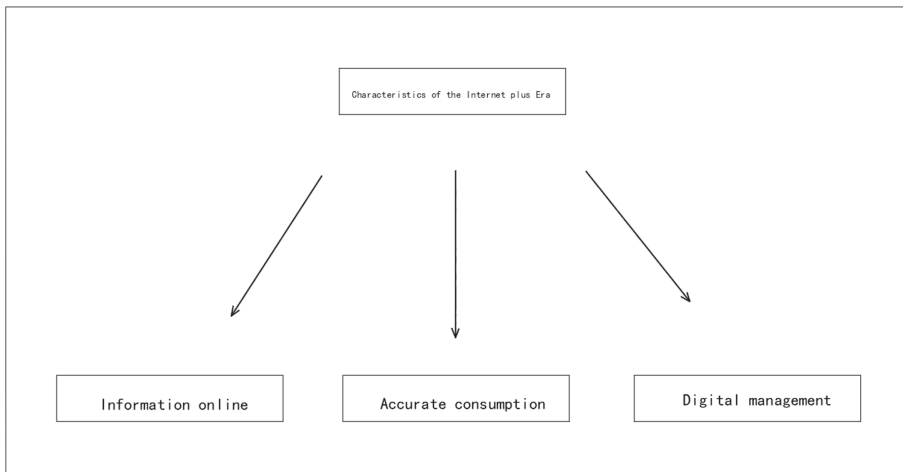 Characteristics of the Internet plus Era
Information online
Accurate consumption
Digital management